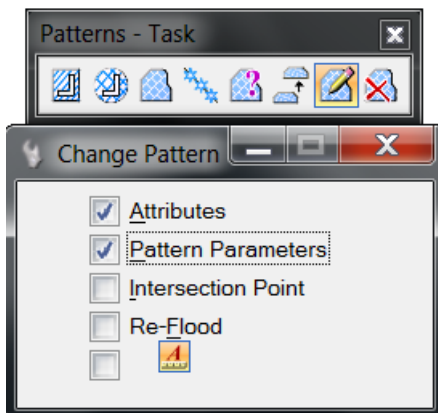 Patterns - Task
Change Pattern
Attributes
Pattern Parameters
Intersection Point
Re-Flood
A